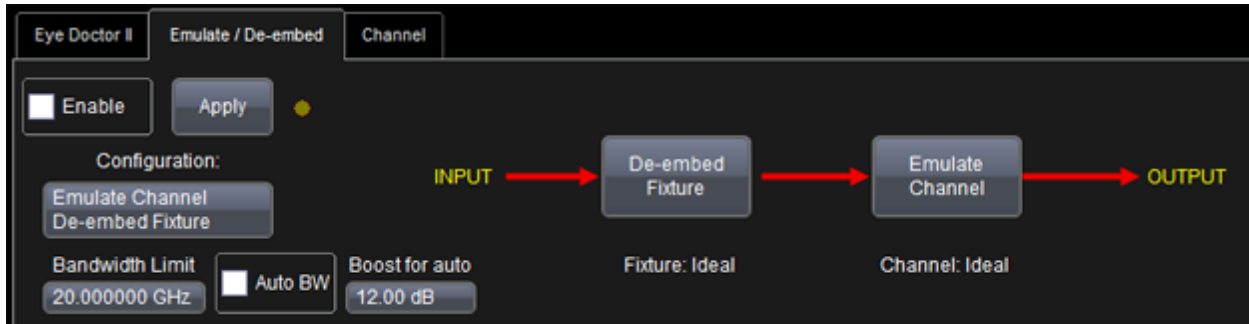 Eye Doctor II
Emulate / De-embed
Channel
Enable
Apply
Configuration:
Emulate Channel
De-embed Fixture
Bandwidth Limit
20.000000 GHz
Auto BW
Boost for auto
12.00 dB
INPUT
De-embed
Fixture
Emulate
Channel
OUTPUT
Fixture: Ideal
Channel: Ideal